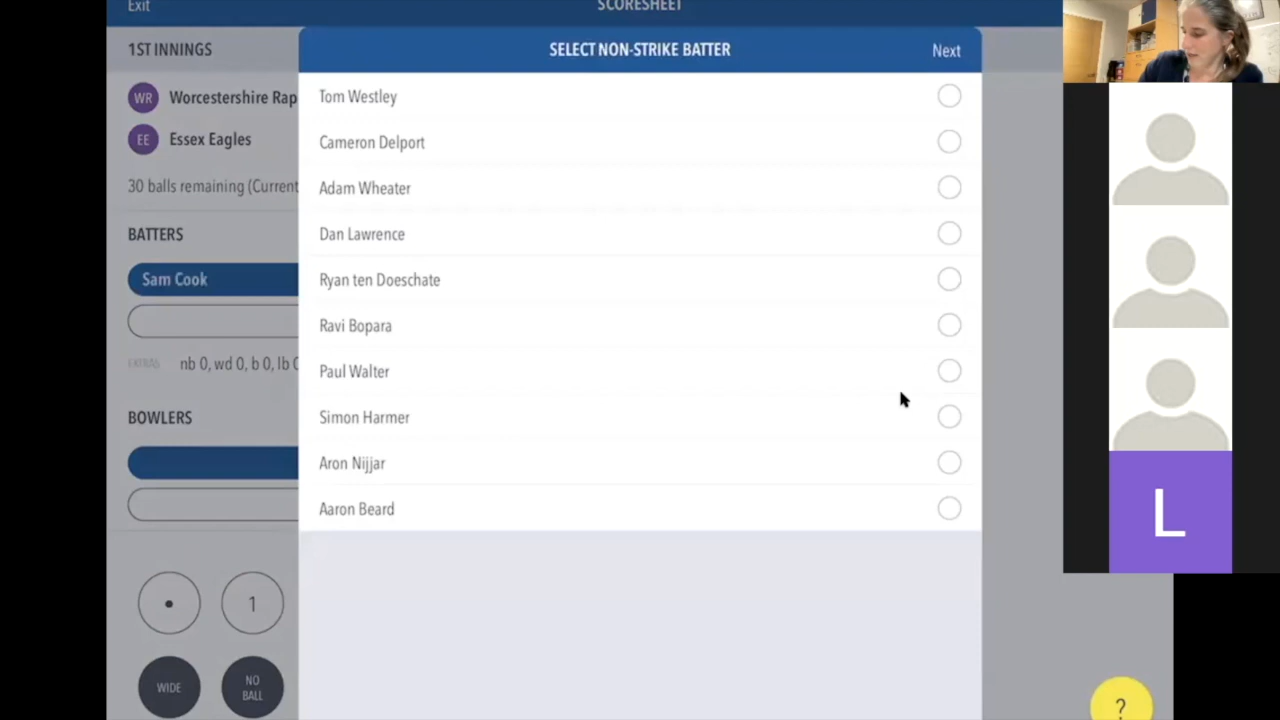 Exit
SCORESHEET
1ST INNINGS
SELECT NON-STRIKE BATTER
Next
WR
Worcestershire Rap
EE
Essex Eagles
30 balls remaining (Current
BATTERS
Sam Cook
EXTRAS
nb 0, wd 0, b 0, lb 0
BOWLERS
Tom Westley
Cameron Delport
Adam Wheater
Dan Lawrence
Ryan ten Doeschate
Ravi Bopara
Paul Walter
Simon Harmer
Aron Nijjar
Aaron Beard
1
WIDE
NO
BALL
L
?